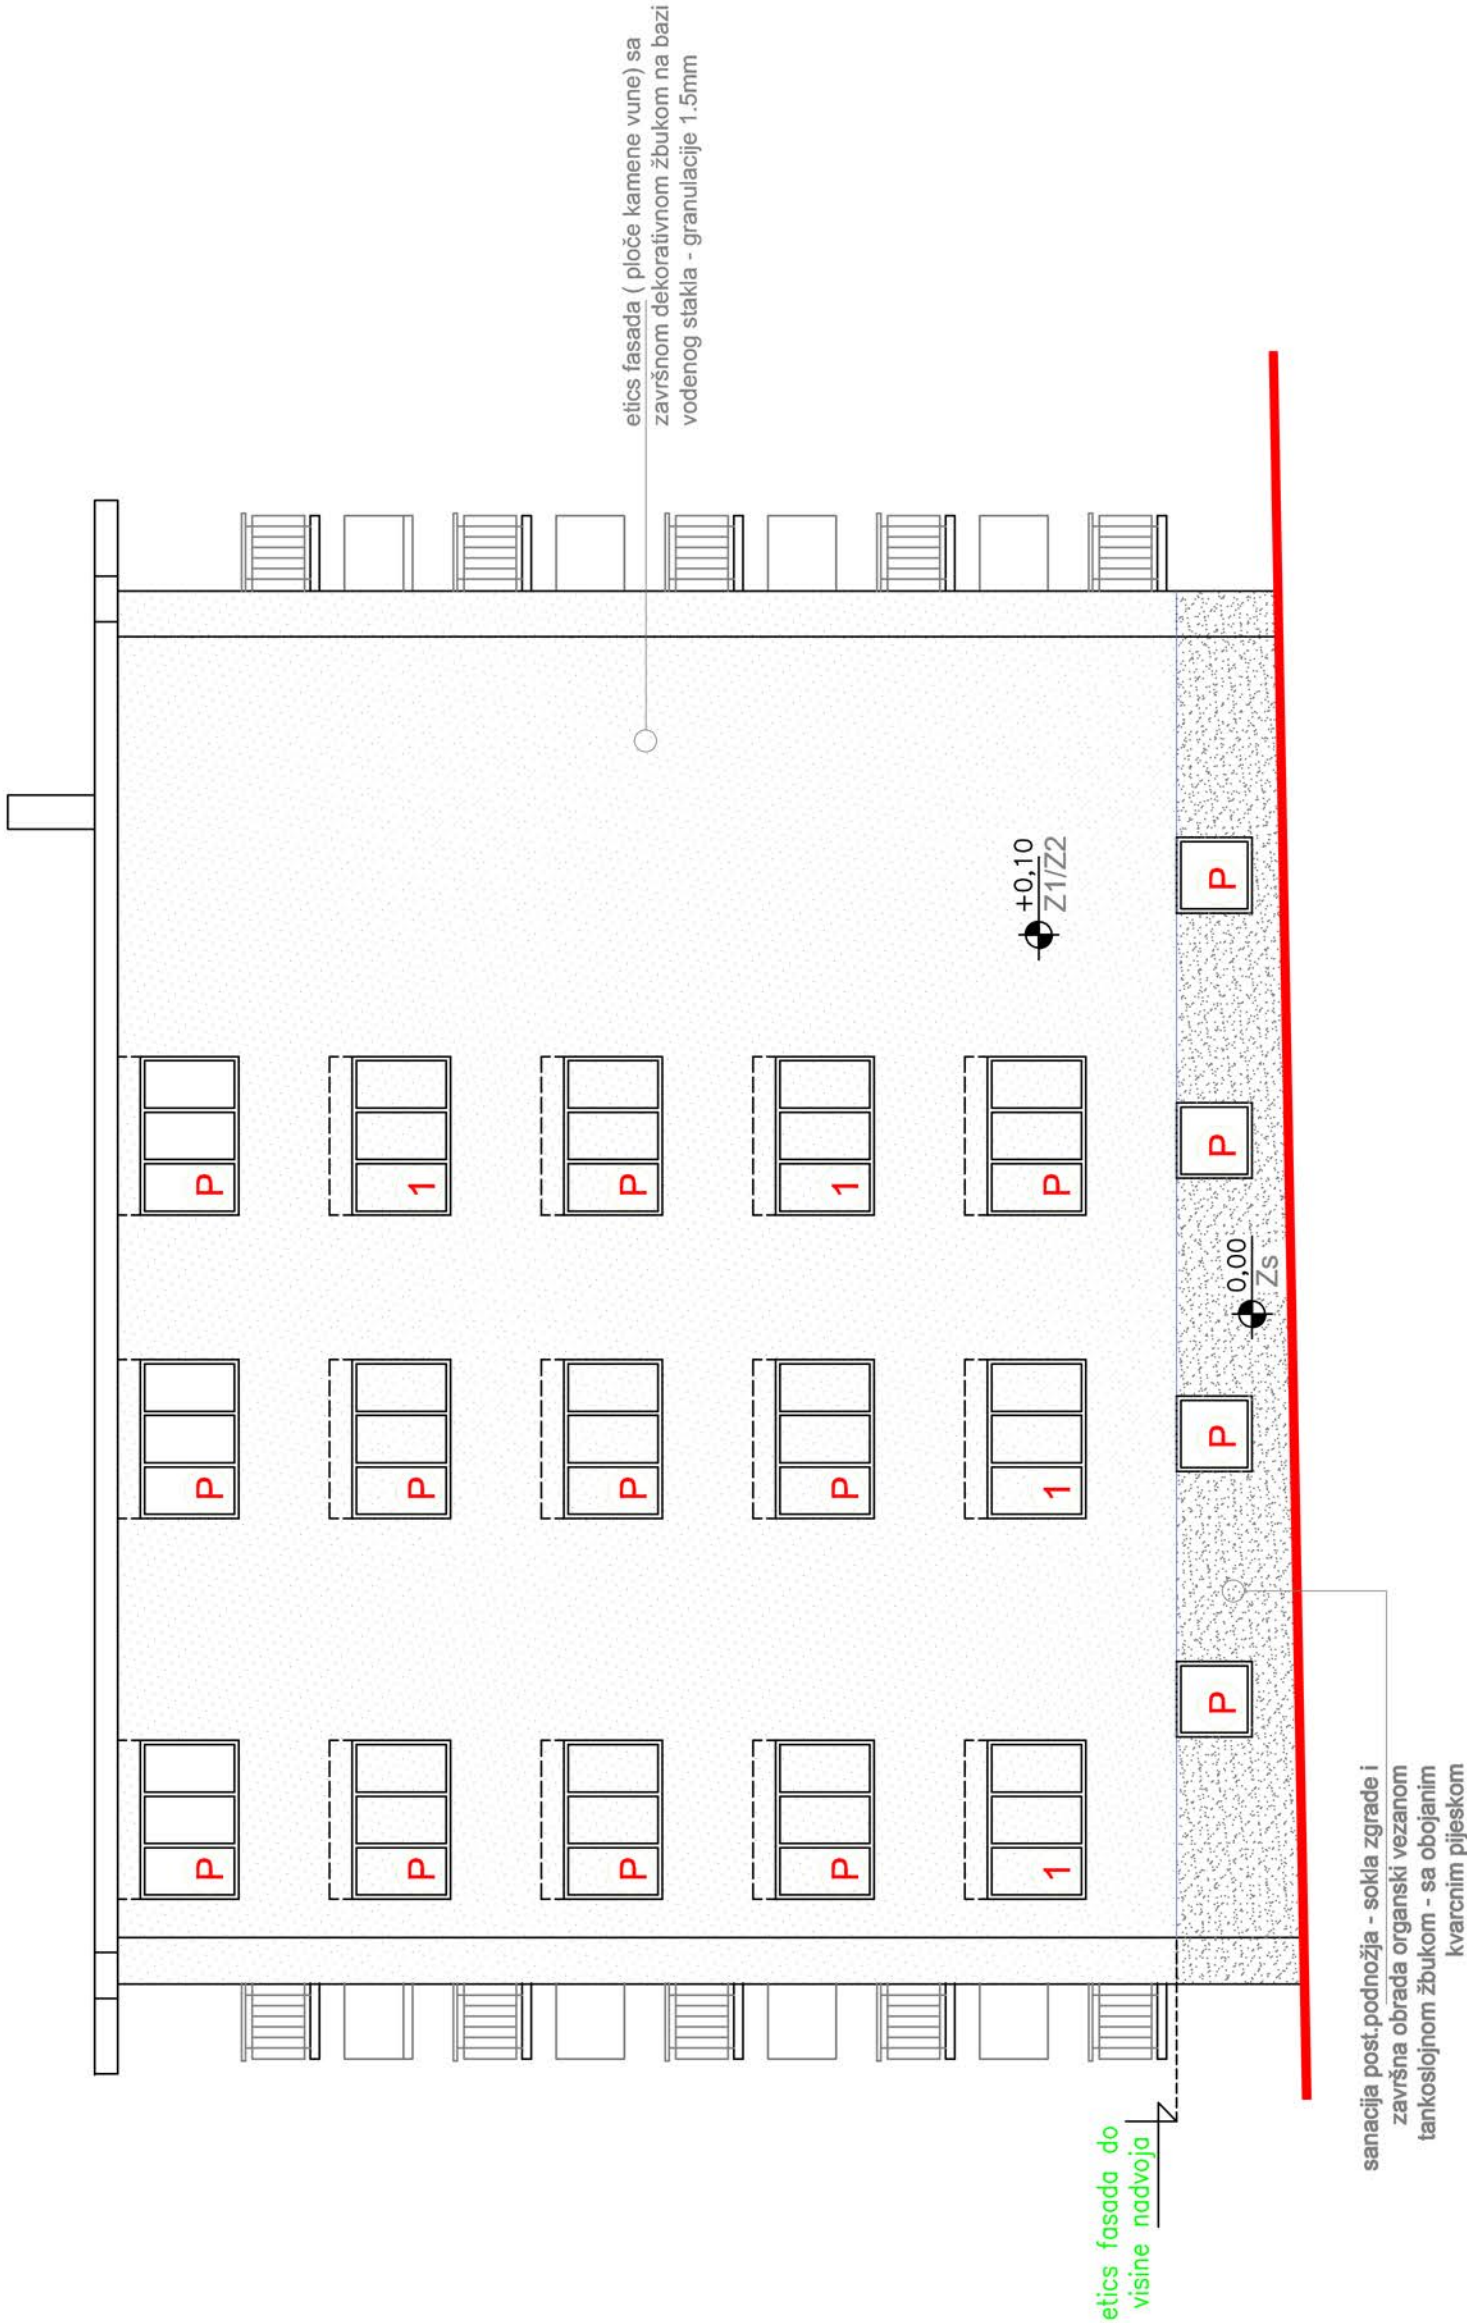 P P P
P P 1
P P P
etics fasada ( ploče kamene vune) sa
završnom dekorativnom žbukom na bazi
vodenog stakla - granulacije 1.5mm
P P 1
+0,10
Z1/Z2
1 1 P
etics fasada do
visine nadvoja
P P P P
0,00
Zs
sanacija post.podnožja - sokla zgrade i
završna obrada organski vezanom
tankoslojnom žbukom - sa obojanim
kvarcnim pijeskom